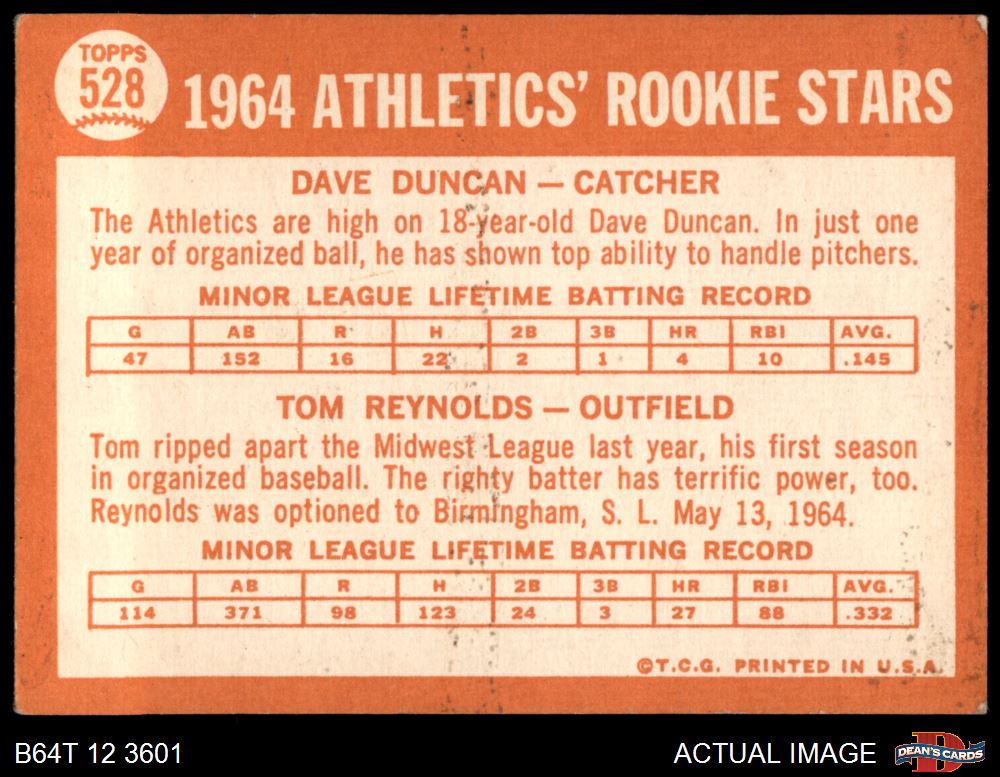 TOPPS
528
1964 ATHLETICS' ROOKIE STARS
DAVE DUNCAN — CATCHER
The Athletics are high on 18-year-old Dave Duncan. In just one
year of organized ball, he has shown top ability to handle pitchers.
MINOR LEAGUE LIFETIME BATTING RECORD
G AB R H 2B 3B HR RBI AVG.
47 152 16 22 2 1 4 10 .145
TOM REYNOLDS — OUTFIELD
Tom ripped apart the Midwest League last year, his first season
in organized baseball. The righty batter has terrific power, too.
Reynolds was optioned to Birmingham, S. L. May 13, 1964.
MINOR LEAGUE LIFETIME BATTING RECORD
G AB R H 2B 3B HR RBI AVG.
114 371 98 123 24 3 27 88 .332
©T.C.G. PRINTED IN U.S.A.
B64T 12 3601
ACTUAL IMAGE
DEAN'S CARDS